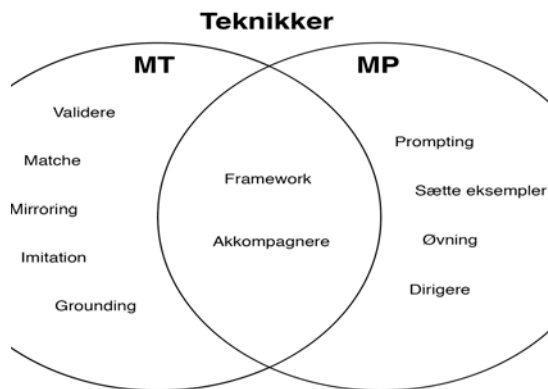 Teknikker
MT
MP
Validere
Matche
Mirroring
Imitation
Grounding
Framework
Akkompagnere
Prompting
Sætte eksempler
Øvning
Dirigere